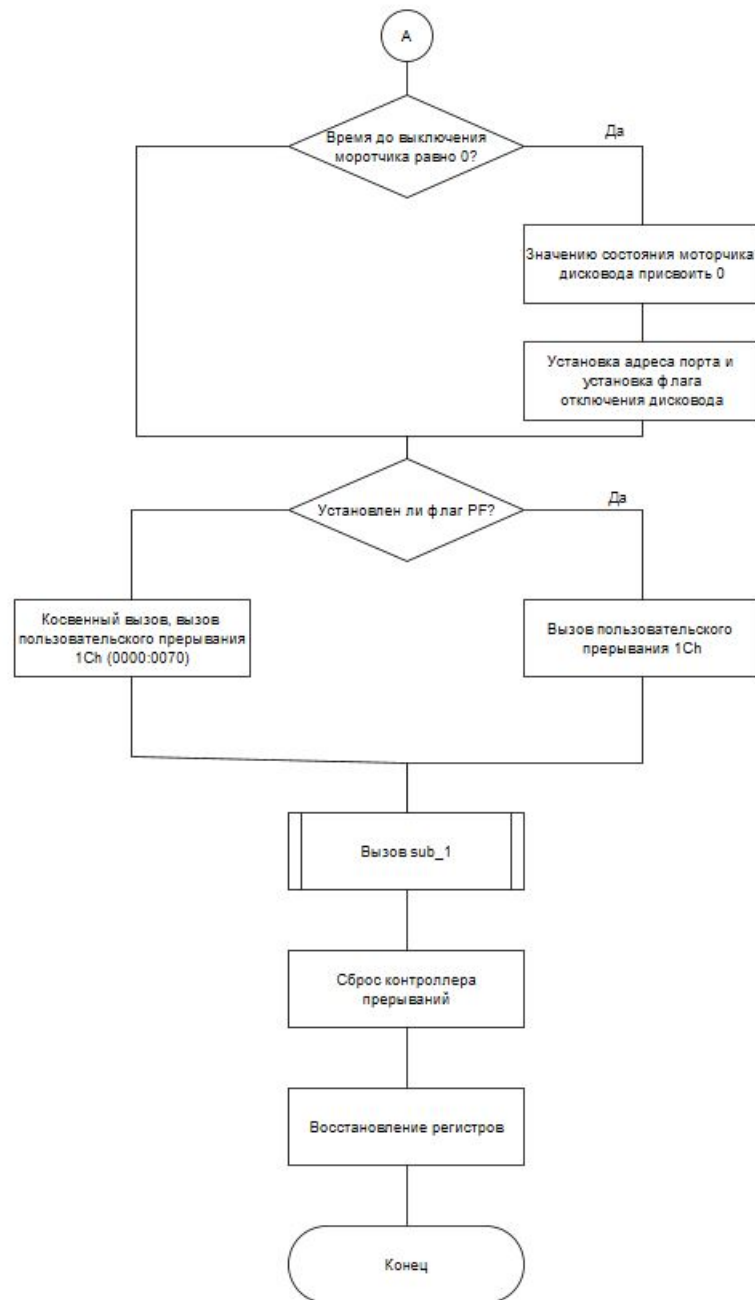 А
Время до выключения
моротчика равно 0?
Да
Значению состояния моторчика
дисковода присвоить 0
Установка адреса порта и
установка флага
отключения дисковода
Установлен ли флаг PF?
Да
Косвенный вызов, вызов
пользовательского прерывания
1Ch (0000:0070)
Вызов пользовательского
прерывания 1Ch
Вызов sub_1
Сброс контроллера
прерываний
Восстановление регистров
Конец